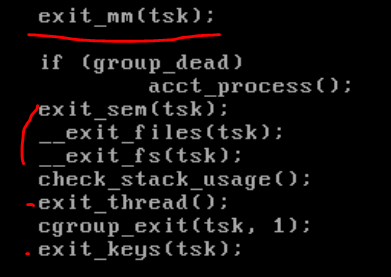 exit_mm(tsk);
if (group_dead)
acct_process();
exit_sem(tsk);
__exit_files(tsk);
__exit_fs(tsk);
check_stack_usage();
exit_thread();
cgroup_exit(tsk, 1);
exit_keys(tsk);